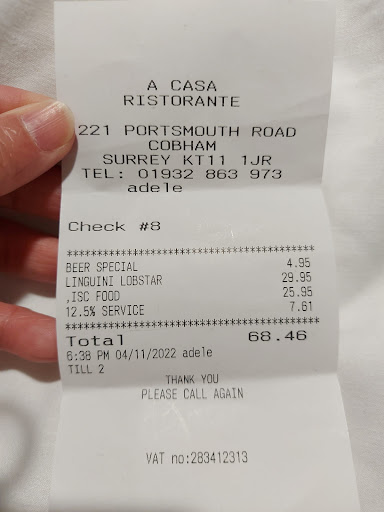 A CASA
RISTORANTE
221 PORTSMOUTH ROAD
COBHAM
SURREY KT11 1JR
TEL: 01932 863 973
adele
Check #8
****************************************
BEER SPECIAL 4.95
LINGUINI LOBSTAR 29.95
,ISC FOOD 25.95
12.5% SERVICE 7.61
****************************************
Total 68.46
6:38 PM 04/11/2022 adele
TILL 2
THANK YOU
PLEASE CALL AGAIN
VAT no:283412313